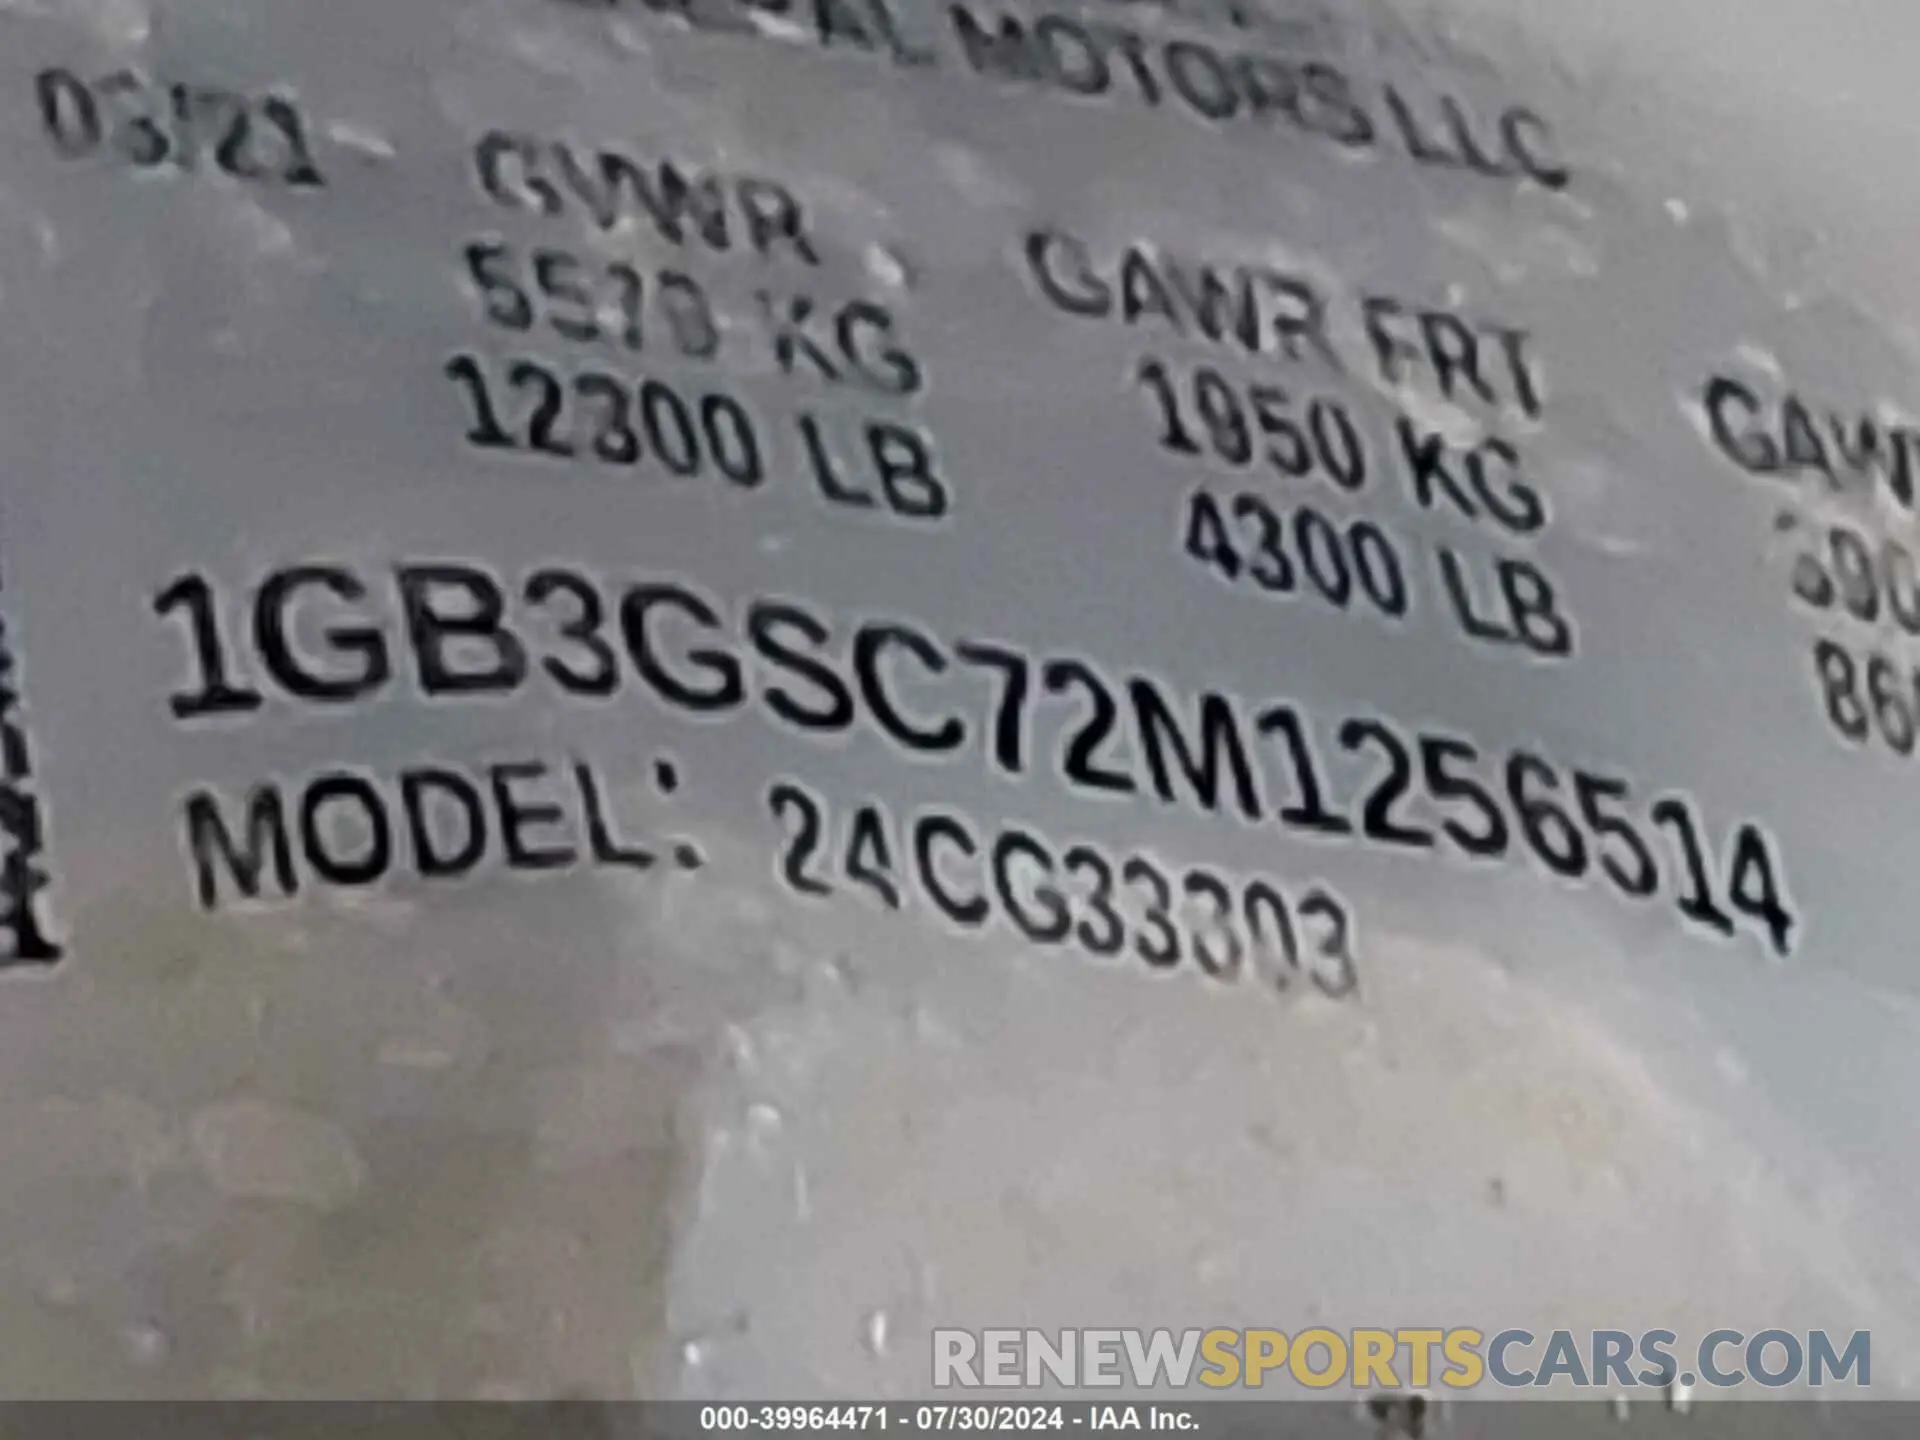 MOTORS LLC
03/21
GVWR
GAWR FRT
5579 KG
1950 KG
12300 LB
4300 LB
1GB3GSC72M1256514
MODEL: 24CG33303
RENEWSPORTSCARS.COM
000-39964471 - 07/30/2024 - IAA Inc.